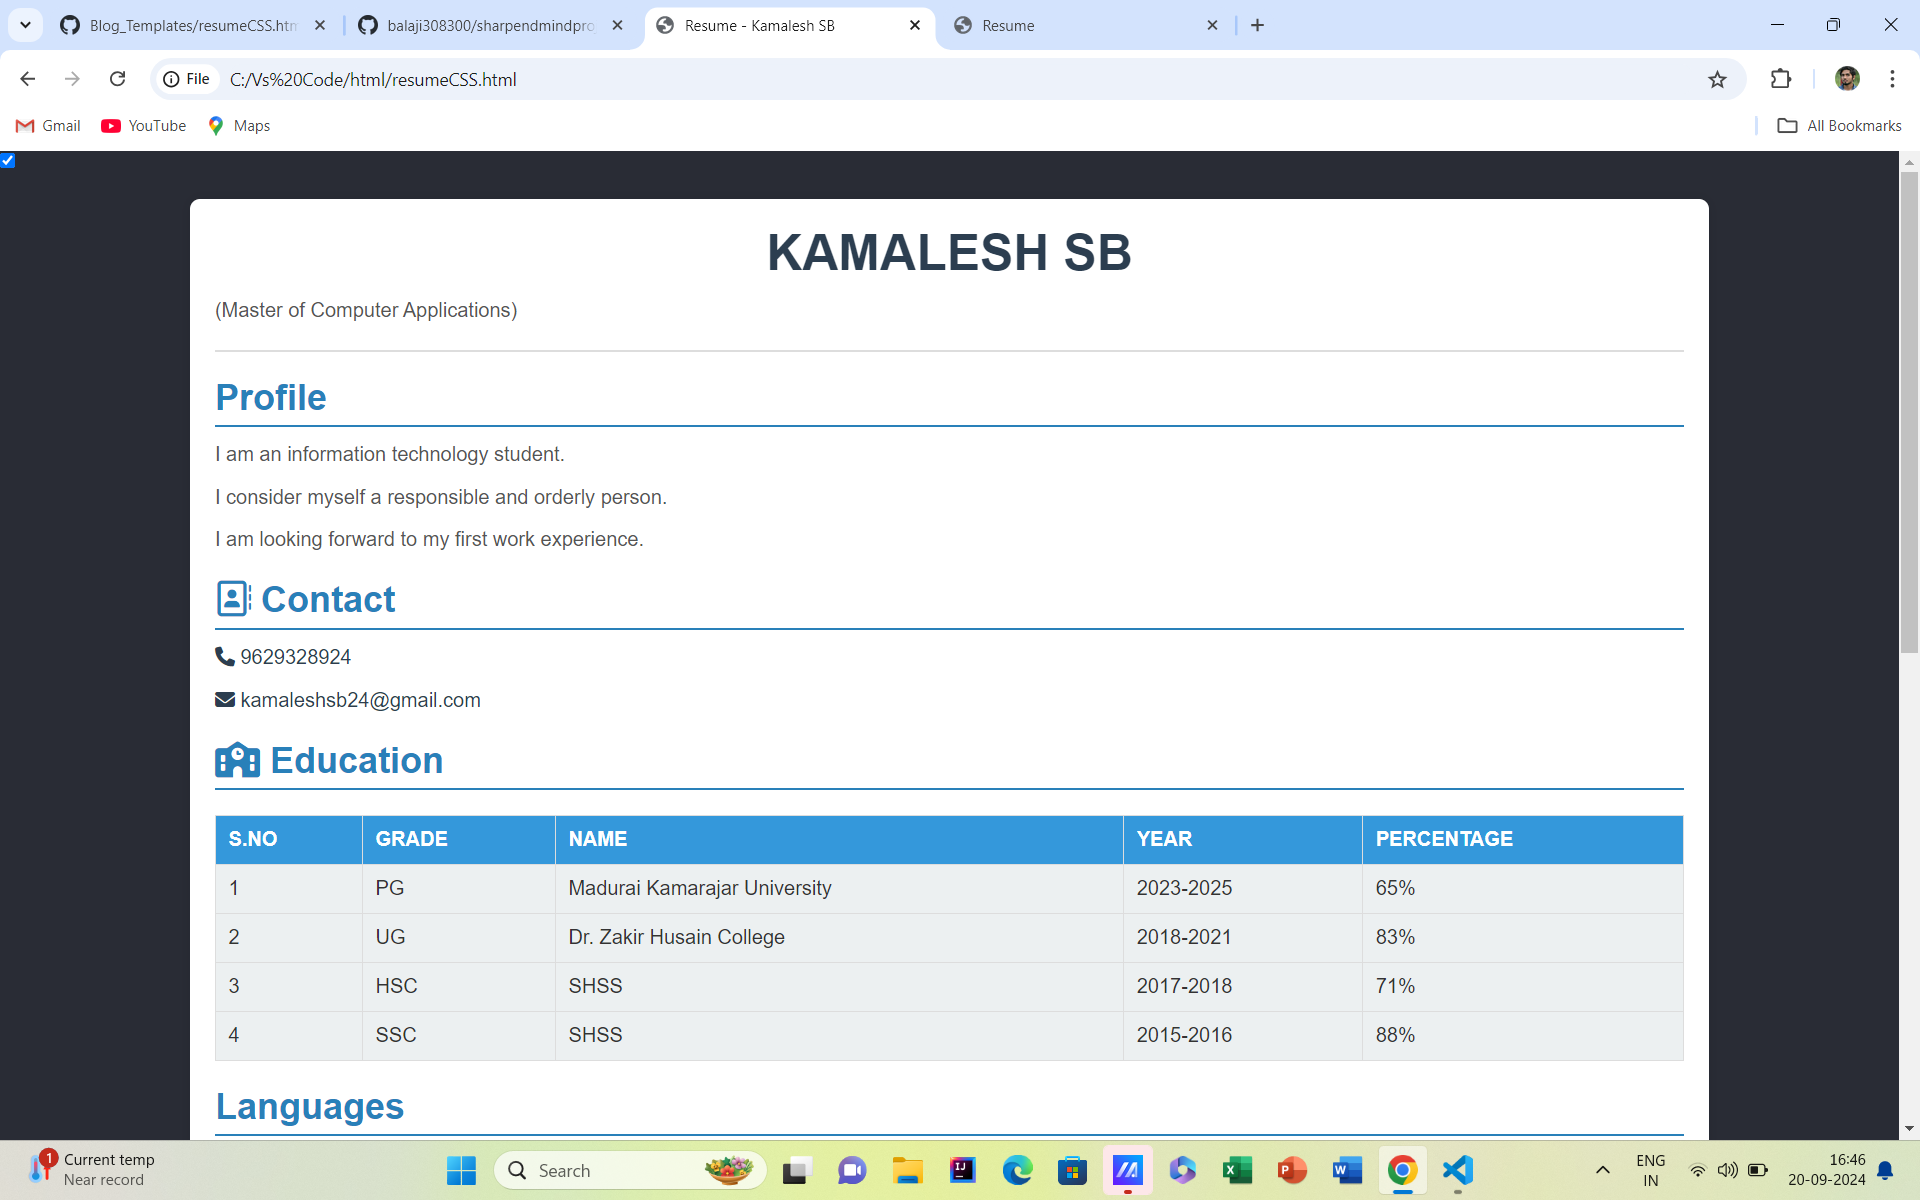 Blog_Templates/resumeCSS.htm
balaji308300/sharpendmindpro
Resume - Kamalesh SB
Resume
File
C:/Vs%20Code/html/resumeCSS.html
Gmail
YouTube
Maps
All Bookmarks
KAMALESH SB
(Master of Computer Applications)
Profile
I am an information technology student.
I consider myself a responsible and orderly person.
I am looking forward to my first work experience.
Contact
9629328924
kamaleshsb24@gmail.com
Education
S.NO GRADE NAME YEAR PERCENTAGE
1 PG Madurai Kamarajar University 2023-2025 65%
2 UG Dr. Zakir Husain College 2018-2021 83%
3 HSC SHSS 2017-2018 71%
4 SSC SHSS 2015-2016 88%
Languages
1
Current temp
Near record
Search
ENG
IN
16:46
20-09-2024